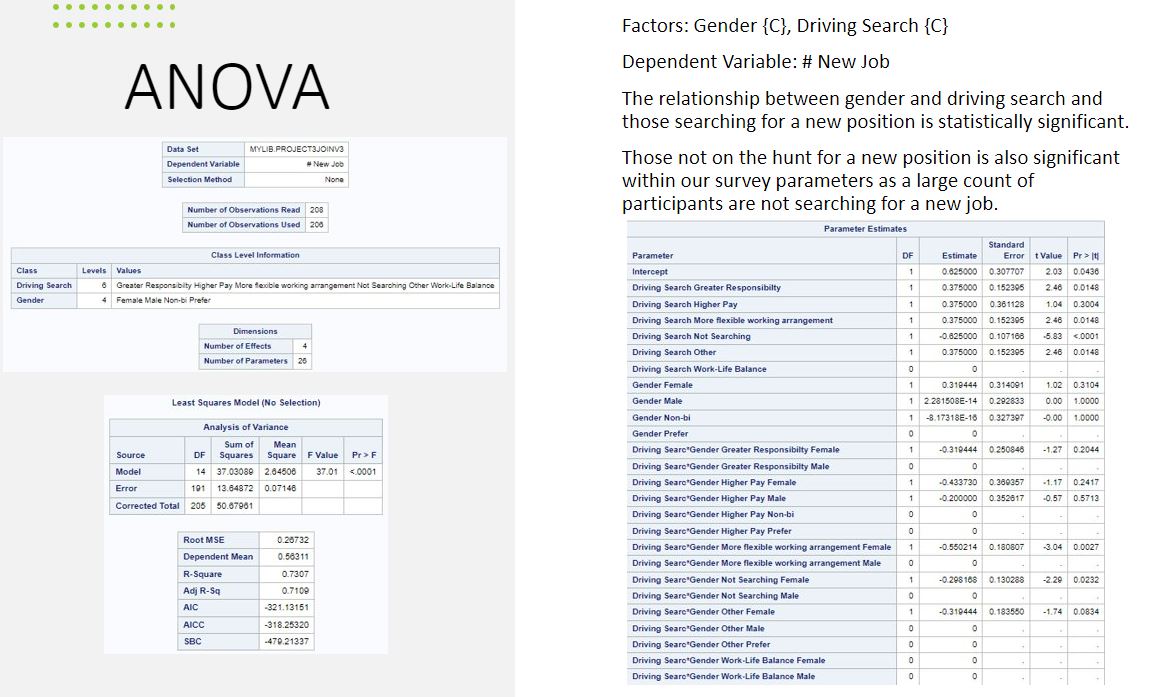 ANOVA
Data Set MYLIB.PROJECT3JOINV3
Dependent Variable # New Job
Selection Method None
Number of Observations Read 208
Number of Observations Used 206
Class Level Information
Class Levels Values
Driving Search 6 Greater Responsibilty Higher Pay More flexible working arrangement Not Searching Other Work-Life Balance
Gender 4 Female Male Non-bi Prefer
Dimensions
Number of Effects 4
Number of Parameters 26
Least Squares Model (No Selection)
Analysis of Variance
Source DF Sum of Squares Mean Square F Value Pr > F
Model 14 37.03089 2.64506 37.01 <.0001
Error 191 13.64872 0.07146
Corrected Total 205 50.67961
Root MSE 0.26732
Dependent Mean 0.56311
R-Square 0.7307
Adj R-Sq 0.7109
AIC -321.13151
AICC -318.25320
SBC -479.21337
Factors: Gender {C}, Driving Search {C}
Dependent Variable: # New Job
The relationship between gender and driving search and
those searching for a new position is statistically significant.
Those not on the hunt for a new position is also significant
within our survey parameters as a large count of
participants are not searching for a new job.
Parameter Estimates
Parameter DF Estimate Standard Error t Value Pr > |t|
Intercept 1 0.625000 0.307707 2.03 0.0436
Driving Search Greater Responsibilty 1 0.375000 0.152395 2.46 0.0148
Driving Search Higher Pay 1 0.375000 0.361128 1.04 0.3004
Driving Search More flexible working arrangement 1 0.375000 0.152395 2.46 0.0148
Driving Search Not Searching 1 -0.625000 0.107166 -5.83 <.0001
Driving Search Other 1 0.375000 0.152395 2.46 0.0148
Driving Search Work-Life Balance 0 0 . . .
Gender Female 1 0.319444 0.314091 1.02 0.3104
Gender Male 1 2.281508E-14 0.292833 0.00 1.0000
Gender Non-bi 1 -8.17318E-16 0.327397 -0.00 1.0000
Gender Prefer 0 0 . . .
Driving Searc*Gender Greater Responsibilty Female 1 -0.319444 0.250846 -1.27 0.2044
Driving Searc*Gender Greater Responsibilty Male 0 0 . . .
Driving Searc*Gender Higher Pay Female 1 -0.433730 0.369357 -1.17 0.2417
Driving Searc*Gender Higher Pay Male 1 -0.200000 0.352617 -0.57 0.5713
Driving Searc*Gender Higher Pay Non-bi 0 0 . . .
Driving Searc*Gender Higher Pay Prefer 0 0 . . .
Driving Searc*Gender More flexible working arrangement Female 1 -0.550214 0.180807 -3.04 0.0027
Driving Searc*Gender More flexible working arrangement Male 0 0 . . .
Driving Searc*Gender Not Searching Female 1 -0.298168 0.130288 -2.29 0.0232
Driving Searc*Gender Not Searching Male 0 0 . . .
Driving Searc*Gender Other Female 1 -0.319444 0.183550 -1.74 0.0834
Driving Searc*Gender Other Male 0 0 . . .
Driving Searc*Gender Other Prefer 0 0 . . .
Driving Searc*Gender Work-Life Balance Female 0 0 . . .
Driving Searc*Gender Work-Life Balance Male 0 0 . . .